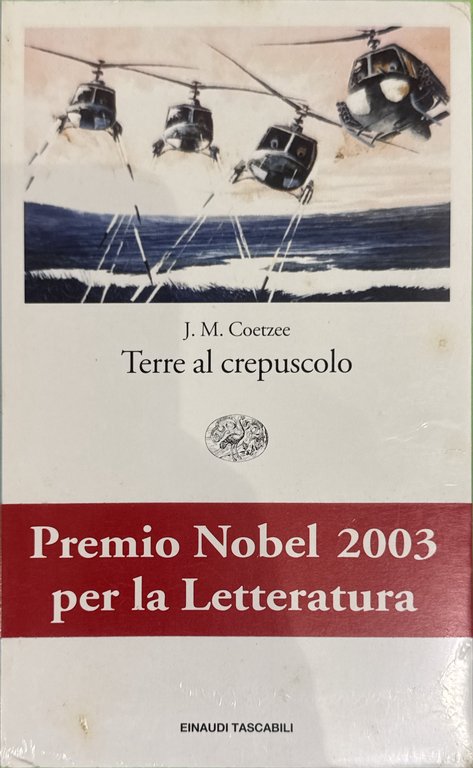 J. M. Coetzee
Terre al crepuscolo
Premio Nobel 2003
per la Letteratura
EINAUDI TASCABILI